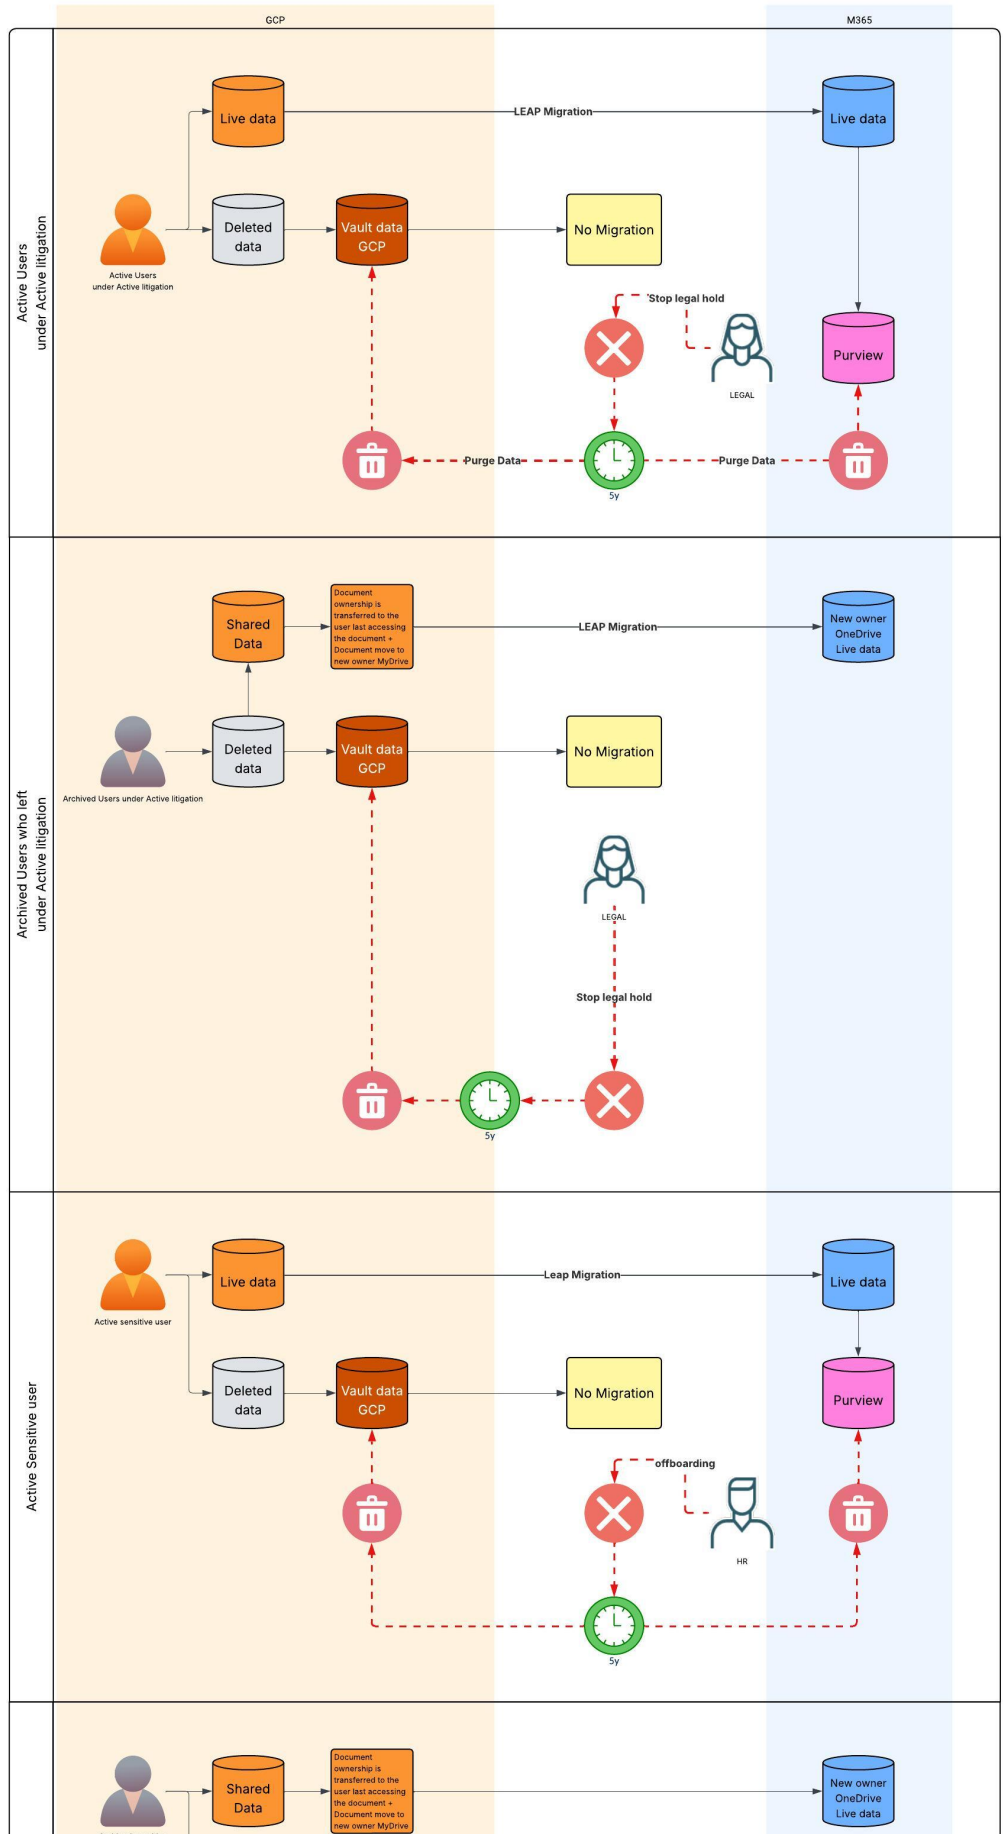 GCP
M365
Active Users
under Active litigation
Live data
LEAP Migration
Live data
Active Users
under Active litigation
Deleted
data
Vault data
GCP
No Migration
Stop legal hold
LEGAL
Purview
Purge Data
5y
Purge Data
Archived Users who left
under Active litigation
Shared
Data
Document
ownership is
transferred to the
user last accessing
the document +
Document move to
new owner MyDrive
LEAP Migration
New owner
OneDrive
Live data
Archived Users under Active litigation
Deleted
data
Vault data
GCP
No Migration
LEGAL
Stop legal hold
5y
Active Sensitive user
Active sensitive user
Live data
Leap Migration
Live data
Deleted
data
Vault data
GCP
No Migration
Purview
offboarding
HR
5y
Shared
Data
Document
ownership is
transferred to the
user last accessing
the document +
Document move to
new owner MyDrive
New owner
OneDrive
Live data